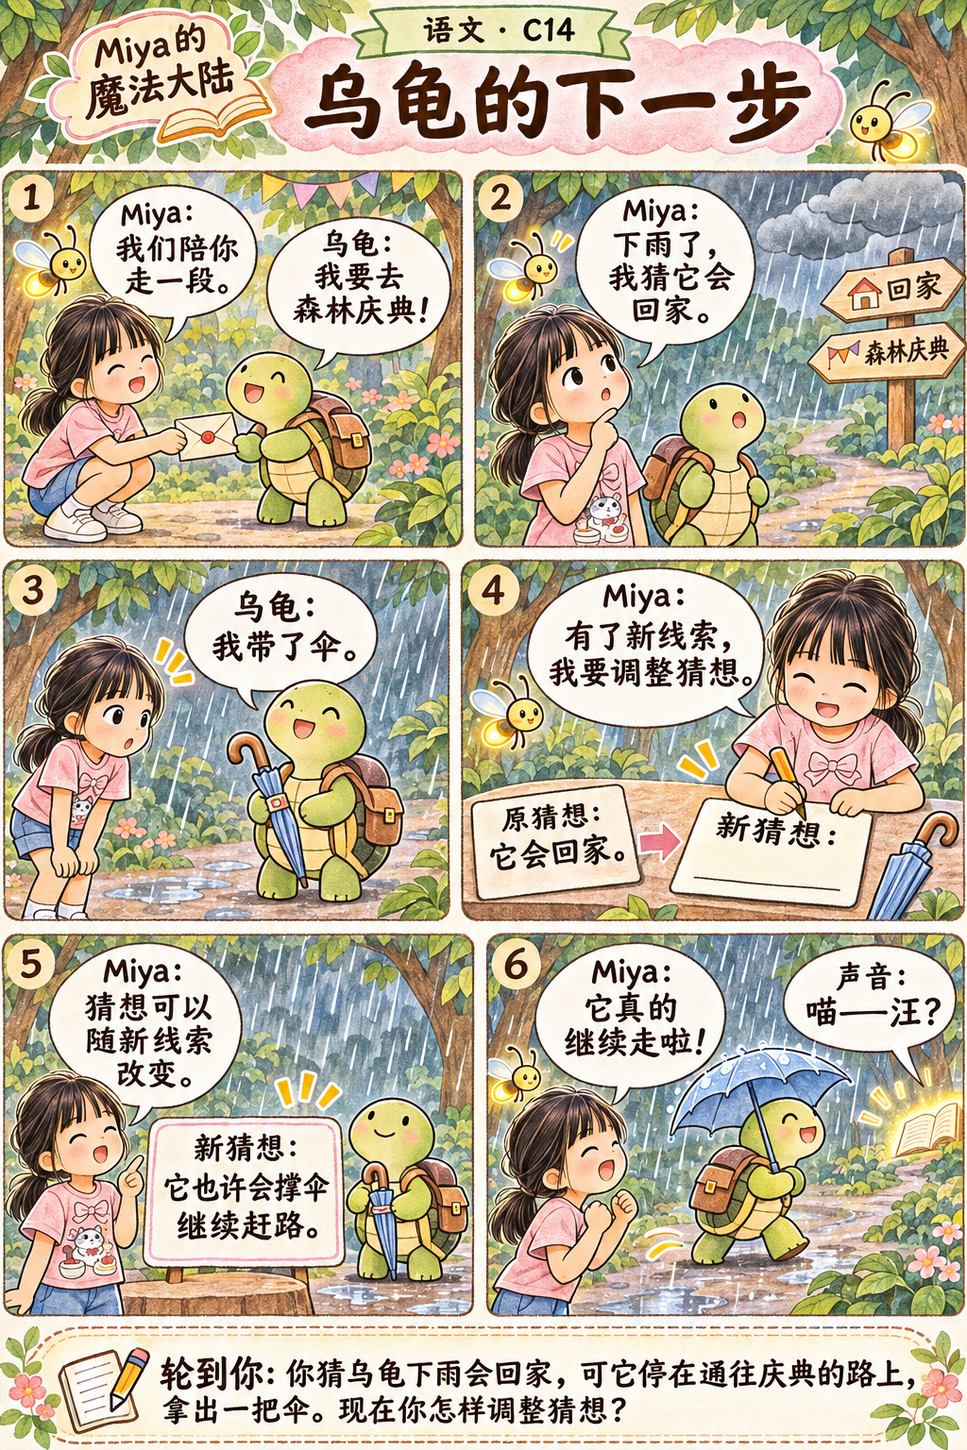 Miya的
魔法大陆
语文·C14
乌龟的下一步
1
Miya：
我们陪你
走一段。
乌龟：
我要去
森林庆典！
2
Miya：
下雨了，
我猜它会
回家。
回家
森林庆典
3
乌龟：
我带了伞。
4
Miya：
有了新线索，
我要调整猜想。
原猜想：
它会回家。
新猜想：
5
Miya：
猜想可以
随新线索
改变。
新猜想：
它也许会撑伞
继续赶路。
6
Miya：
它真的
继续走啦！
声音：
喵——汪？
轮到你：你猜乌龟下雨会回家，可它停在通往庆典的路上，
拿出一把伞。现在你怎样调整猜想？